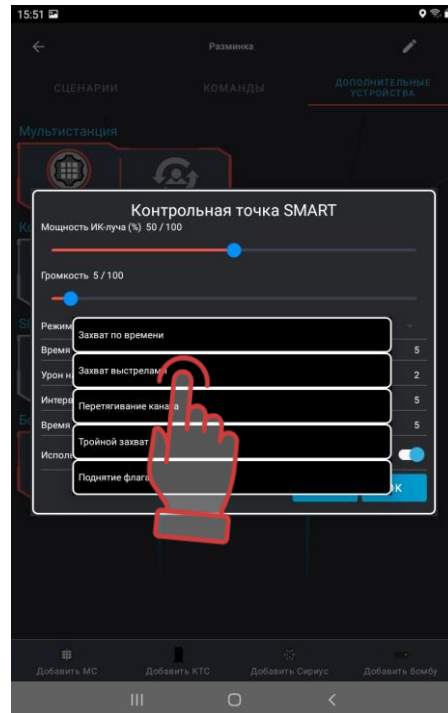 15:51
Разминка
СЦЕНАРИИ
КОМАНДЫ
ДОПОЛНИТЕЛЬНЫЕ
УСТРОЙСТВА
Мультистанция
Контрольная точка SMART
Мощность ИК-луча (%) 50 / 100
Громкость 5 / 100
Режим
Захват по времени
Время 5
Захват выстрелами
Урон 2
Интерв 5
Перетягивание каната
Время 5
Тройной захват
Исполь
Поднятие флага
Добавить МС
Добавить КТС
Добавить Сириус
Добавить бомбу